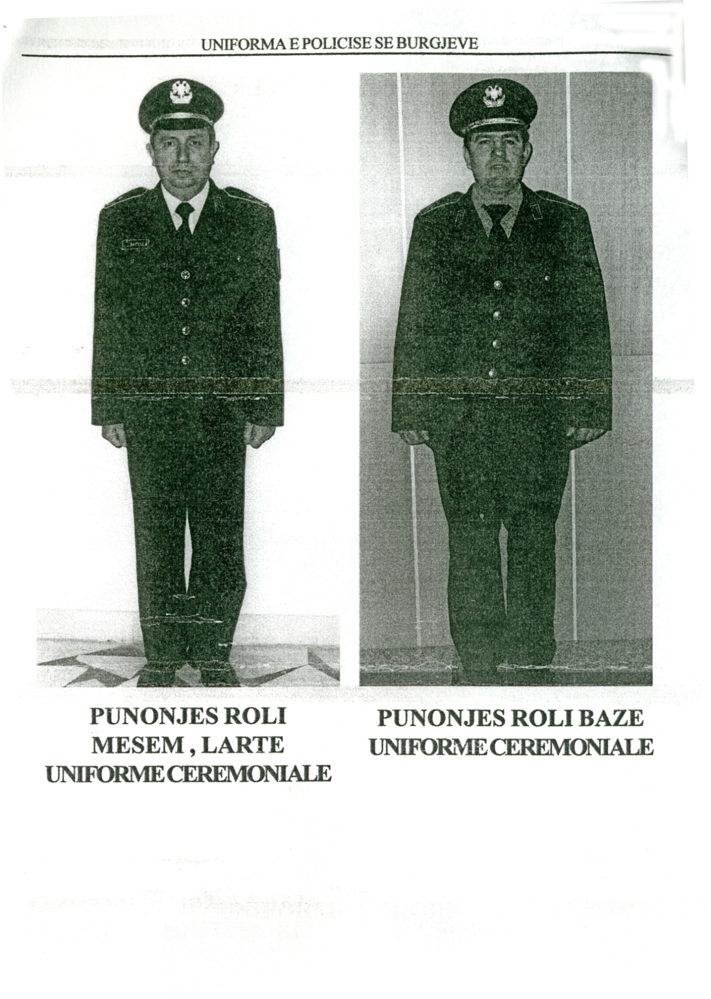 UNIFORMA E POLICISE SE BURGJEVE
PUNONJES ROLI
MESEM , LARTE
UNIFORME CEREMONIALE
PUNONJES ROLI BAZE
UNIFORME CEREMONIALE